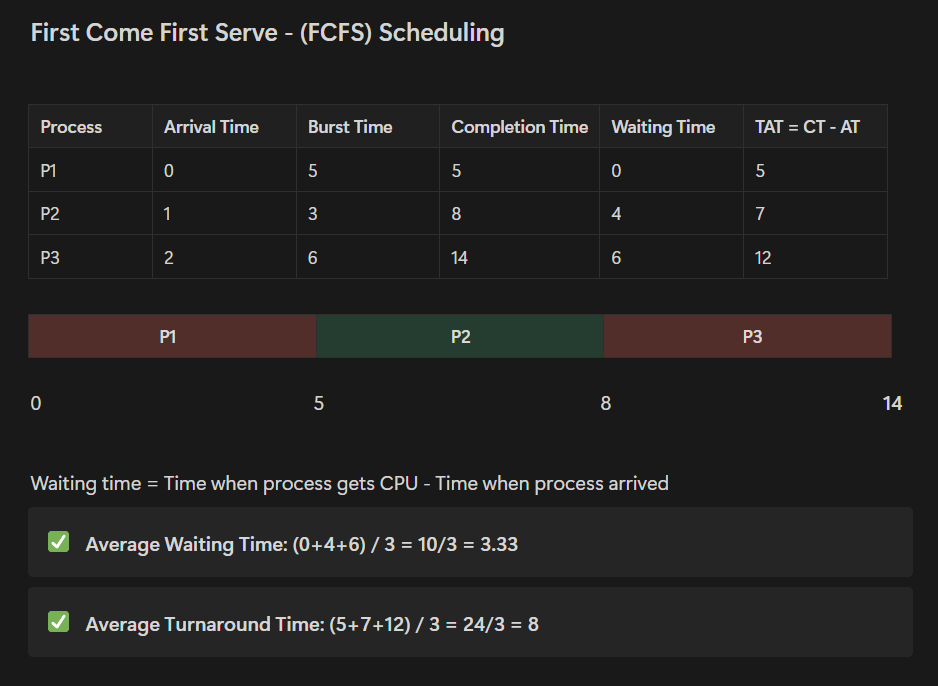 First Come First Serve - (FCFS) Scheduling
Process Arrival Time Burst Time Completion Time Waiting Time TAT = CT - AT
P1 0 5 5 0 5
P2 1 3 8 4 7
P3 2 6 14 6 12
P1 P2 P3
0 5 8 14
Waiting time = Time when process gets CPU - Time when process arrived
✅ Average Waiting Time: (0+4+6) / 3 = 10/3 = 3.33
✅ Average Turnaround Time: (5+7+12) / 3 = 24/3 = 8